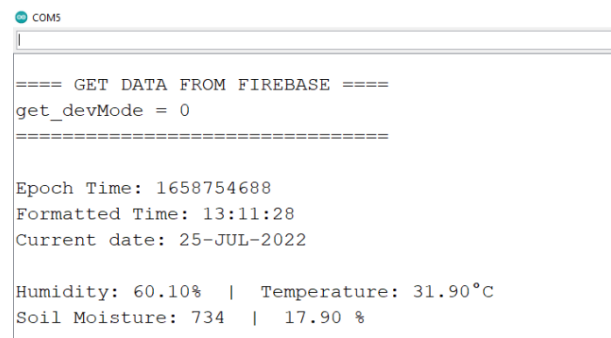 COM5
==== GET DATA FROM FIREBASE ====
get_devMode = 0
================================
Epoch Time: 1658754688
Formatted Time: 13:11:28
Current date: 25-JUL-2022
Humidity: 60.10% | Temperature: 31.90°C
Soil Moisture: 734 | 17.90 %